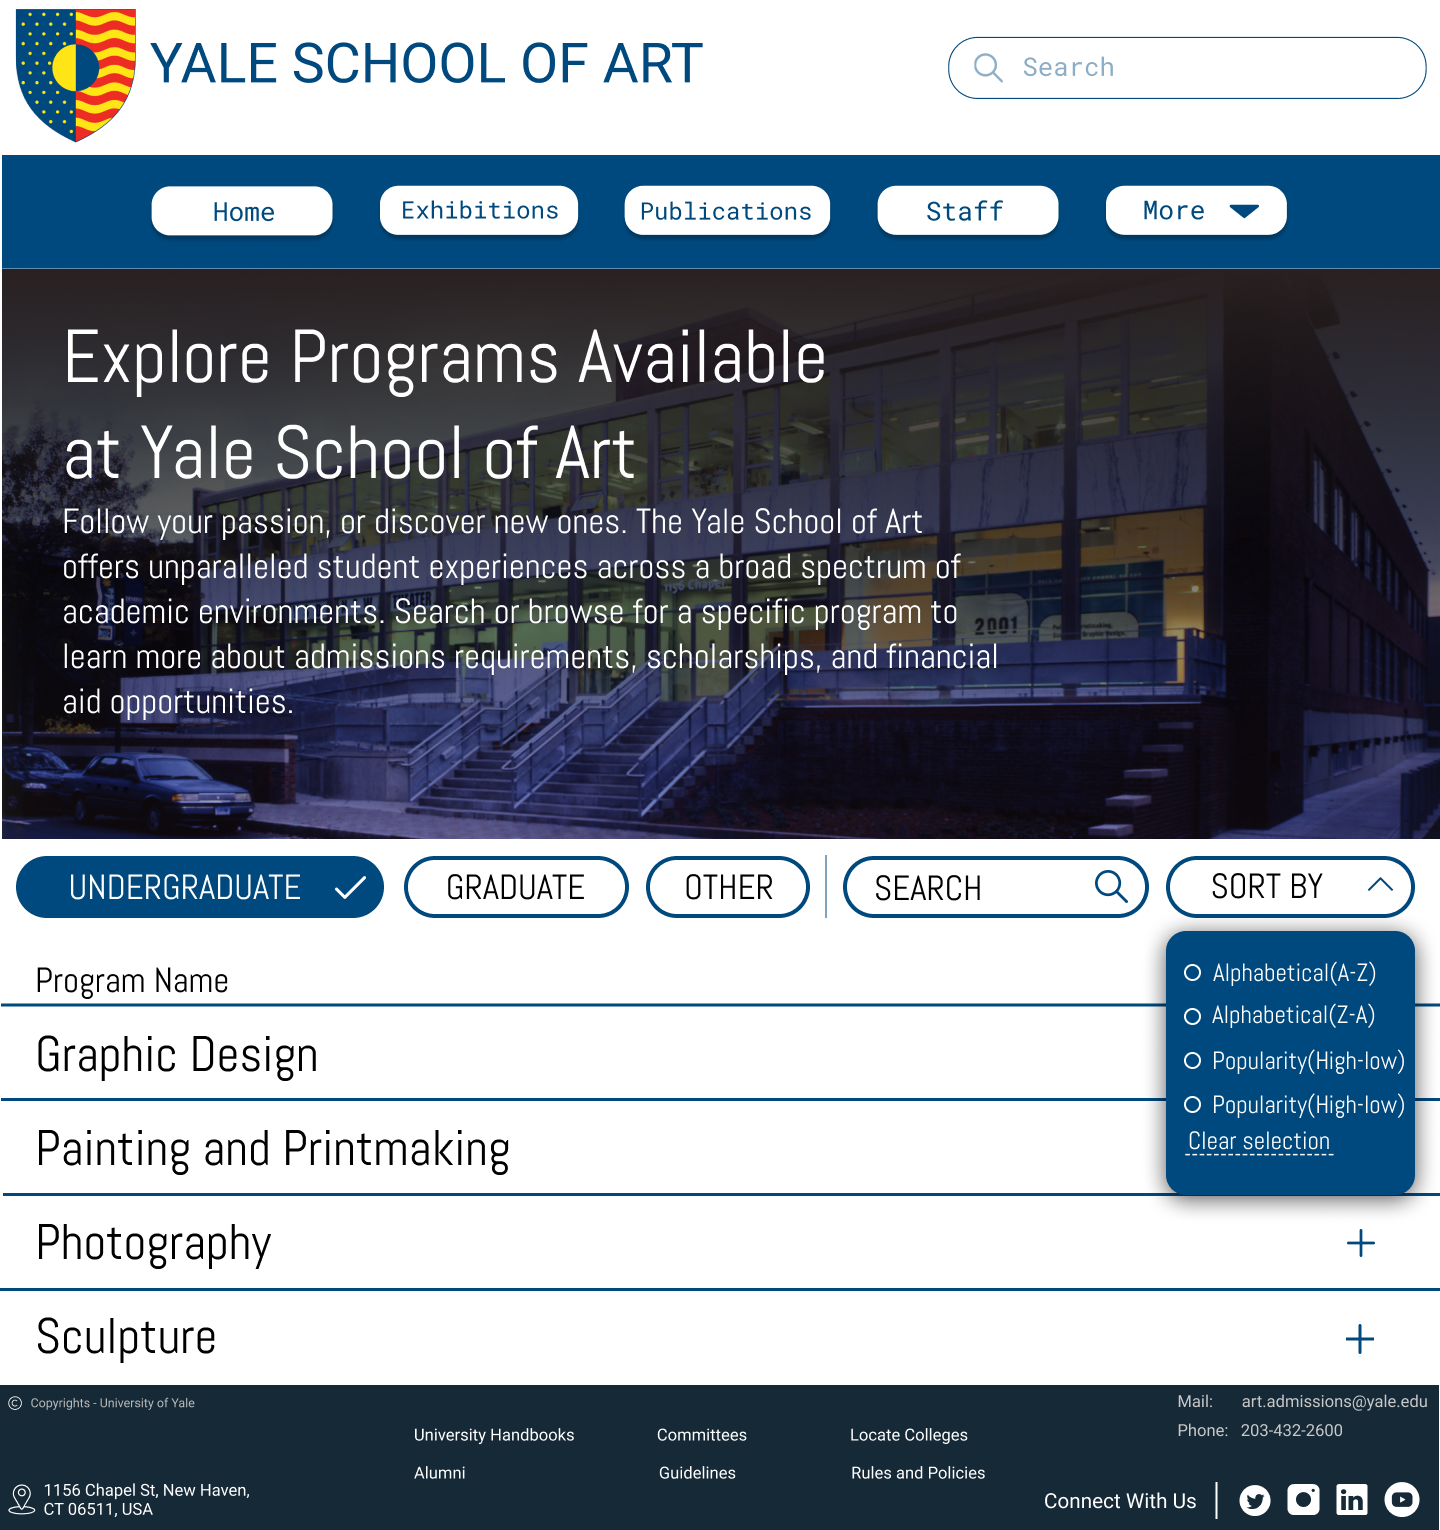 YALE SCHOOL OF ART
Search
Home
Exhibitions
Publications
Staff
More
Explore Programs Available
at Yale School of Art
Follow your passion, or discover new ones. The Yale School of Art
offers unparalleled student experiences across a broad spectrum of
academic environments. Search or browse for a specific program to
learn more about admissions requirements, scholarships, and financial
aid opportunities.
1156 Chapel
2001
UNDERGRADUATE
GRADUATE
OTHER
SEARCH
SORT BY
Alphabetical(A-Z)
Alphabetical(Z-A)
Popularity(High-low)
Popularity(High-low)
Clear selection
Program Name
Graphic Design
Painting and Printmaking
Photography
Sculpture
© Copyrights - University of Yale
1156 Chapel St, New Haven,
CT 06511, USA
University Handbooks
Committees
Locate Colleges
Alumni
Guidelines
Rules and Policies
Mail: art.admissions@yale.edu
Phone: 203-432-2600
Connect With Us
in